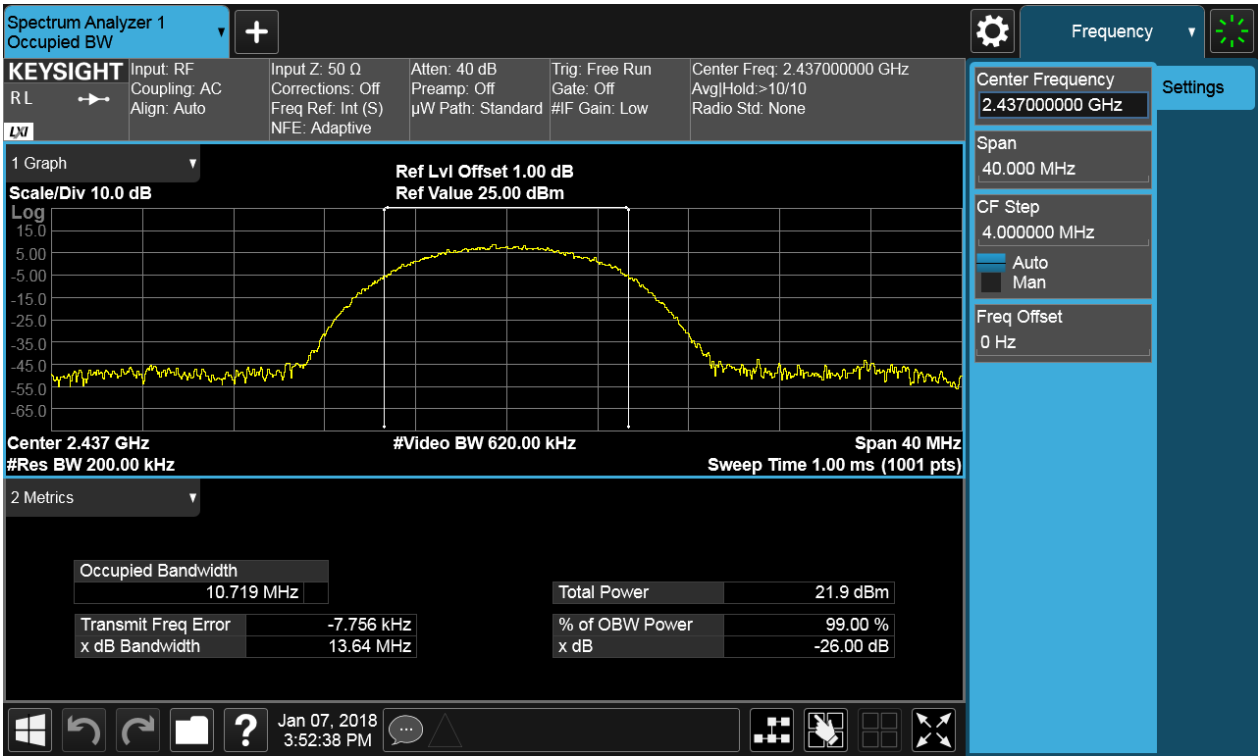 Spectrum Analyzer 1
Occupied BW
Frequency
KEYSIGHT
R L
LXI
Input: RF
Coupling: AC
Align: Auto
Input Z: 50 Ω
Corrections: Off
Freq Ref: Int (S)
NFE: Adaptive
Atten: 40 dB
Preamp: Off
µW Path: Standard
Trig: Free Run
Gate: Off
#IF Gain: Low
Center Freq: 2.437000000 GHz
Avg|Hold:>10/10
Radio Std: None
Center Frequency
2.437000000 GHz
Settings
Span
40.000 MHz
CF Step
4.000000 MHz
Auto
Man
Freq Offset
0 Hz
1 Graph
Scale/Div 10.0 dB
Ref Lvl Offset 1.00 dB
Ref Value 25.00 dBm
Log
15.0
5.00
-5.00
-15.0
-25.0
-35.0
-45.0
-55.0
-65.0
Center 2.437 GHz
#Video BW 620.00 kHz
Span 40 MHz
#Res BW 200.00 kHz
Sweep Time 1.00 ms (1001 pts)
2 Metrics
Occupied Bandwidth
10.719 MHz
Total Power 21.9 dBm
Transmit Freq Error -7.756 kHz
% of OBW Power 99.00 %
x dB Bandwidth 13.64 MHz
x dB -26.00 dB
?
Jan 07, 2018
3:52:38 PM